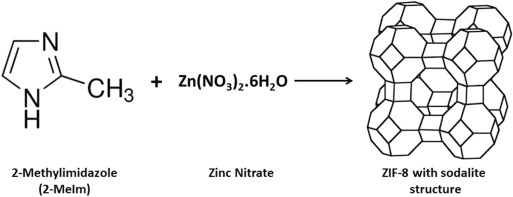 N
N
H
CH₃
+
Zn(NO₃)₂.6H₂O
2-Methylimidazole
(2-MeIm)
Zinc Nitrate
ZIF-8 with sodalite
structure